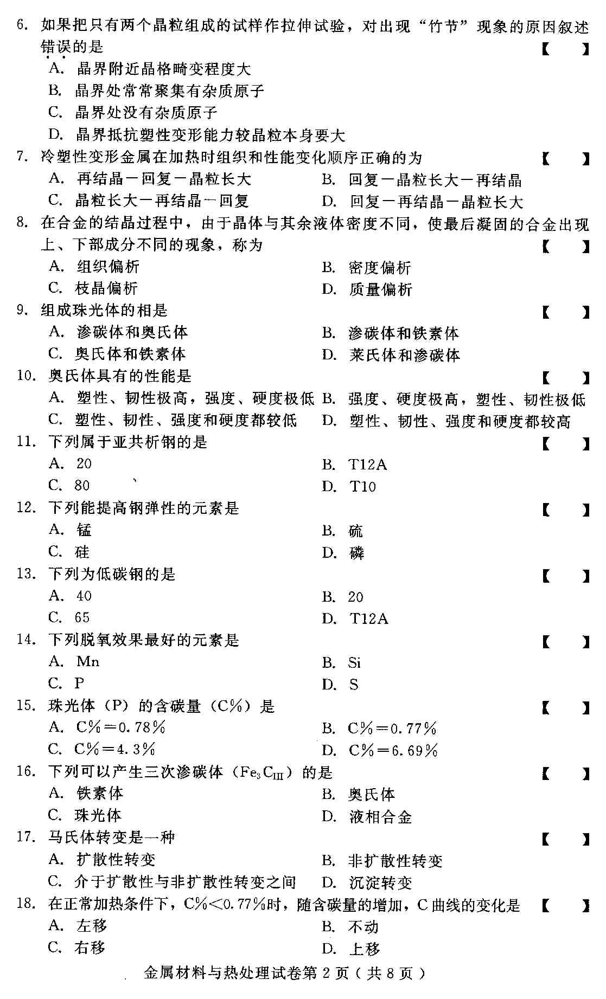 6. 如果把只有两个晶粒组成的试样作拉伸试验，对出现“竹节”现象的原因叙述
错误的是 【 】
A. 晶界附近晶格畸变程度大
B. 晶界处常常聚集有杂质原子
C. 晶界处没有杂质原子
D. 晶界抵抗塑性变形能力较晶粒本身要大
7. 冷塑性变形金属在加热时组织和性能变化顺序正确的为 【 】
A. 再结晶－回复－晶粒长大 B. 回复－晶粒长大－再结晶
C. 晶粒长大－再结晶－回复 D. 回复－再结晶－晶粒长大
8. 在合金的结晶过程中，由于晶体与其余液体密度不同，使最后凝固的合金出现
上、下部成分不同的现象，称为 【 】
A. 组织偏析 B. 密度偏析
C. 枝晶偏析 D. 质量偏析
9. 组成珠光体的相是 【 】
A. 渗碳体和奥氏体 B. 渗碳体和铁素体
C. 奥氏体和铁素体 D. 莱氏体和渗碳体
10. 奥氏体具有的性能是 【 】
A. 塑性、韧性极高，强度、硬度极低 B. 强度、硬度极高，塑性、韧性极低
C. 塑性、韧性、强度和硬度都较低 D. 塑性、韧性、强度和硬度都较高
11. 下列属于亚共析钢的是 【 】
A. 20 B. T12A
C. 80 D. T10
12. 下列能提高钢弹性的元素是 【 】
A. 锰 B. 硫
C. 硅 D. 磷
13. 下列为低碳钢的是 【 】
A. 40 B. 20
C. 65 D. T12A
14. 下列脱氧效果最好的元素是 【 】
A. Mn B. Si
C. P D. S
15. 珠光体（P）的含碳量（C%）是 【 】
A. C%＝0.78% B. C%＝0.77%
C. C%＝4.3% D. C%＝6.69%
16. 下列可以产生三次渗碳体（Fe₃CⅢ）的是 【 】
A. 铁素体 B. 奥氏体
C. 珠光体 D. 液相合金
17. 马氏体转变是一种 【 】
A. 扩散性转变 B. 非扩散性转变
C. 介于扩散性与非扩散性转变之间 D. 沉淀转变
18. 在正常加热条件下，C%＜0.77%时，随含碳量的增加，C曲线的变化是 【 】
A. 左移 B. 不动
C. 右移 D. 上移
金属材料与热处理试卷第 2 页（共 8 页）